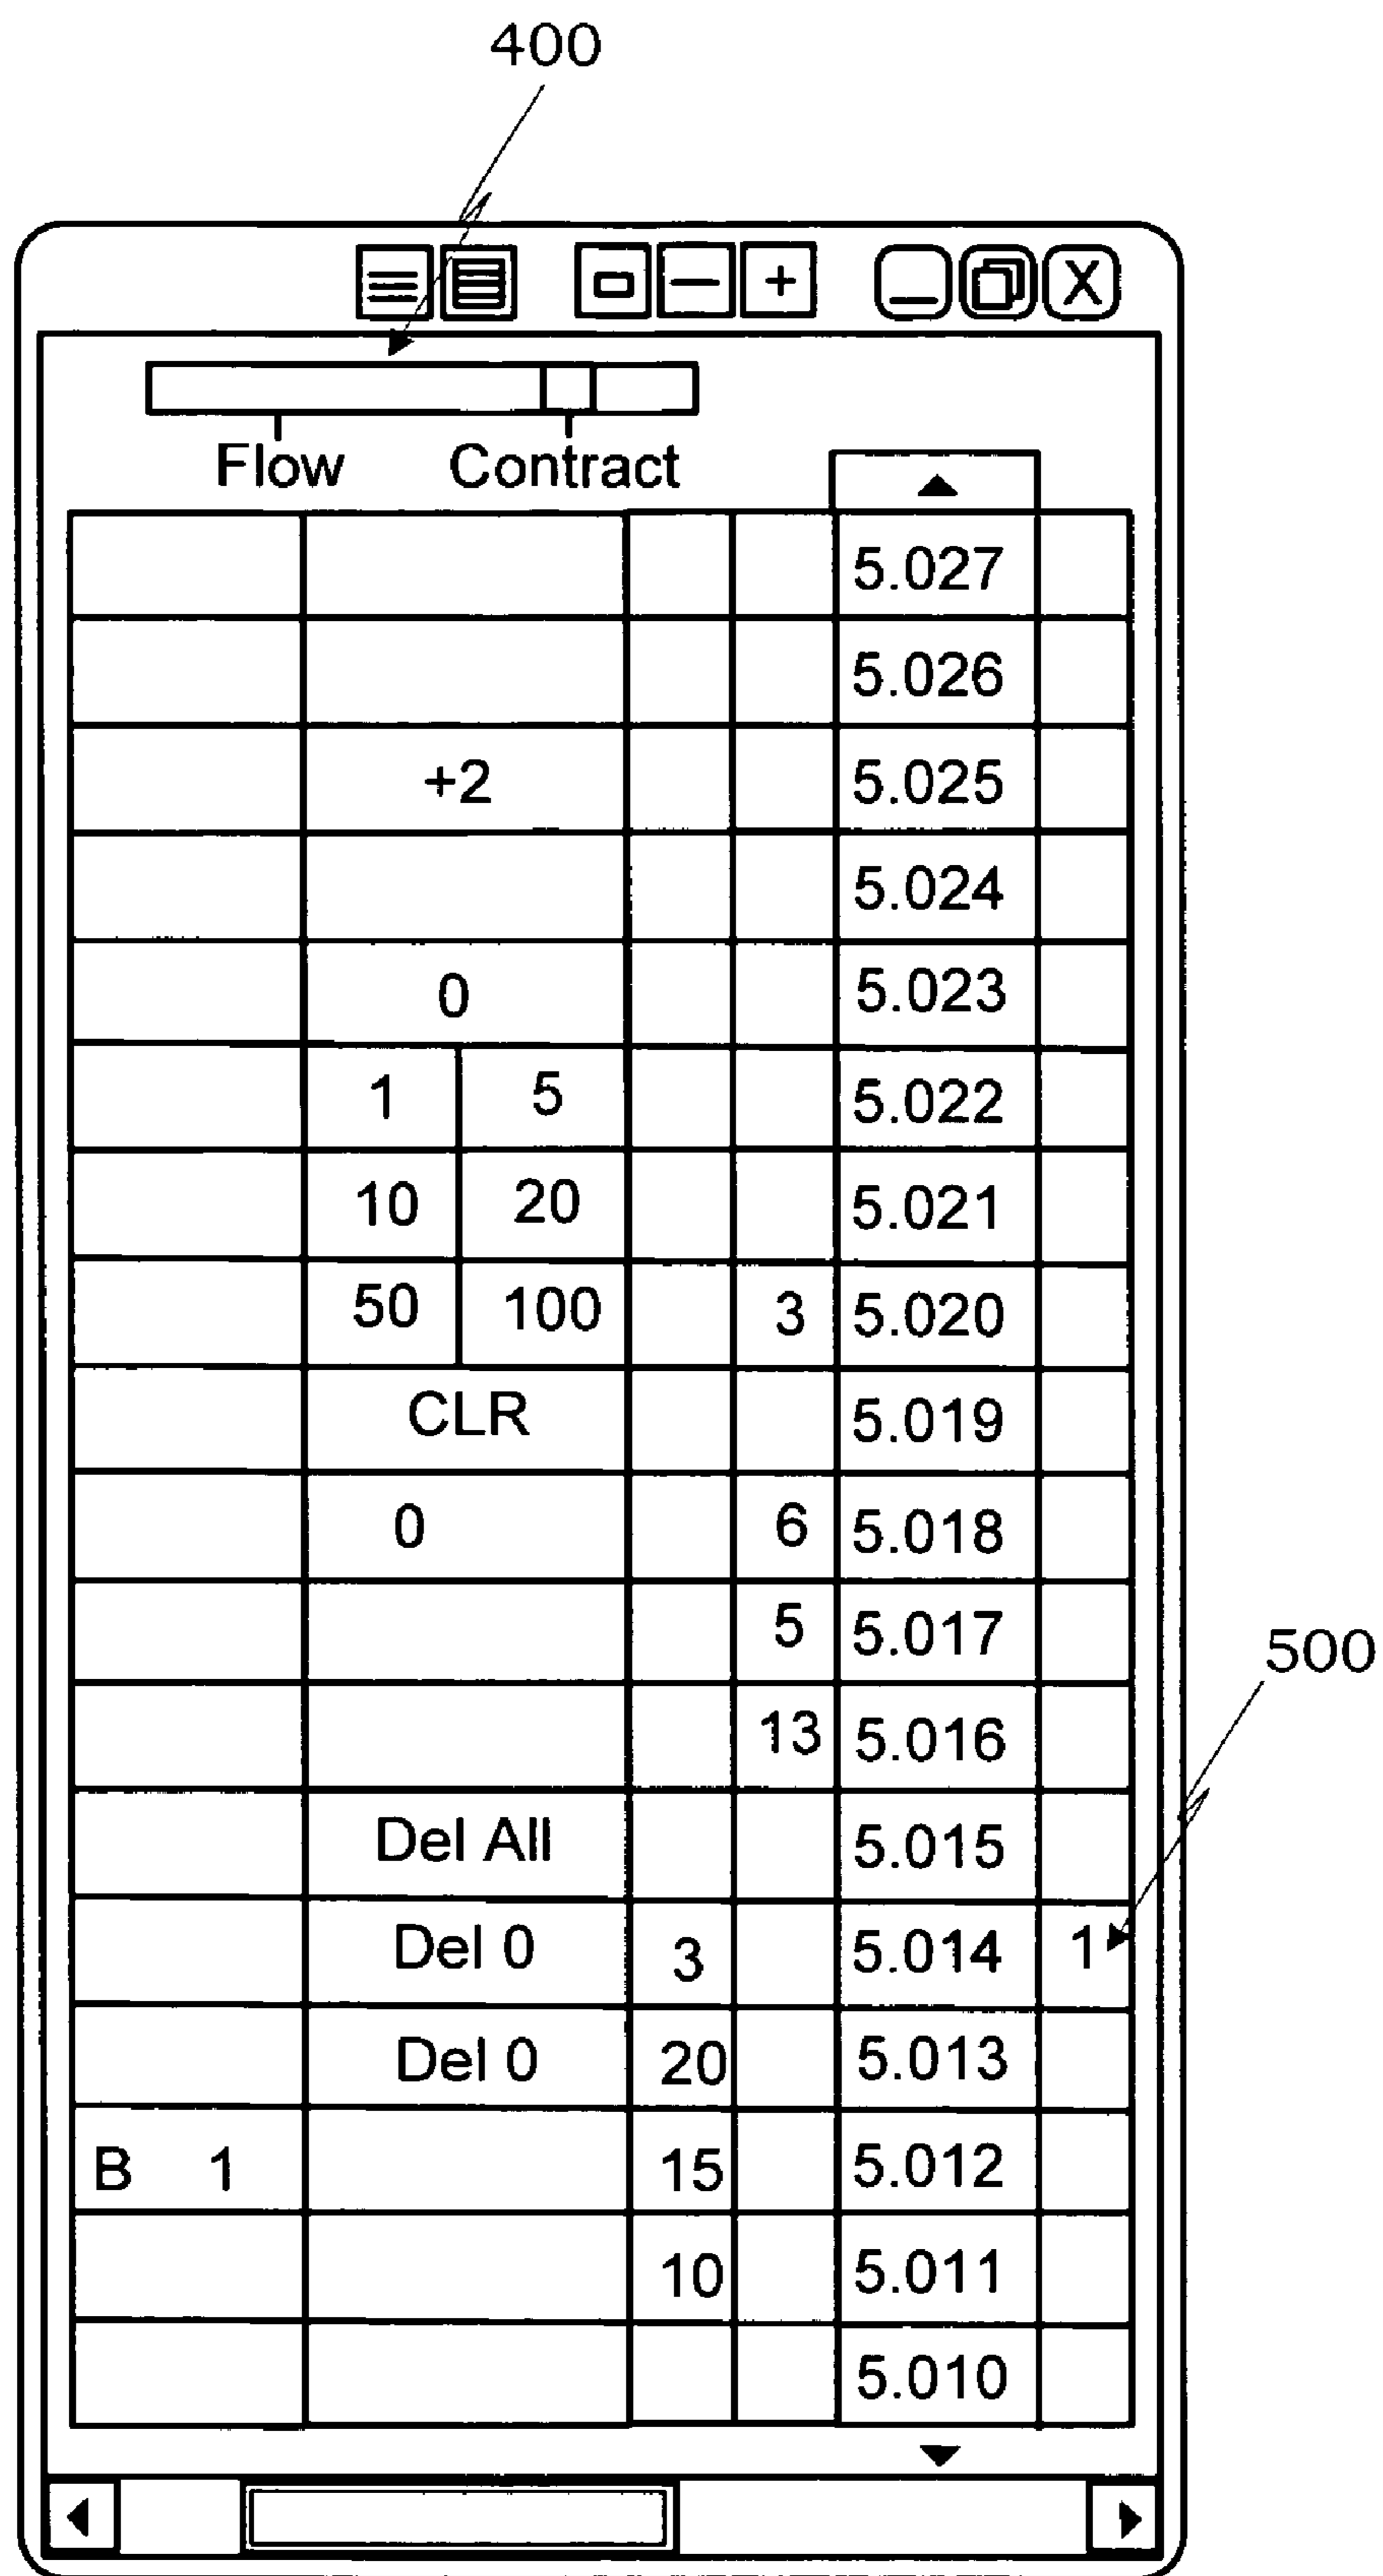 400
X
Flow Contract
5.027
5.026
+2 5.025
5.024
0 5.023
1 5 5.022
10 20 5.021
50 100 3 5.020
CLR 5.019
0 6 5.018
5 5.017
500
13 5.016
Del All 5.015
Del 0 3 5.014 1
Del 0 20 5.013
B 1 15 5.012
10 5.011
5.010